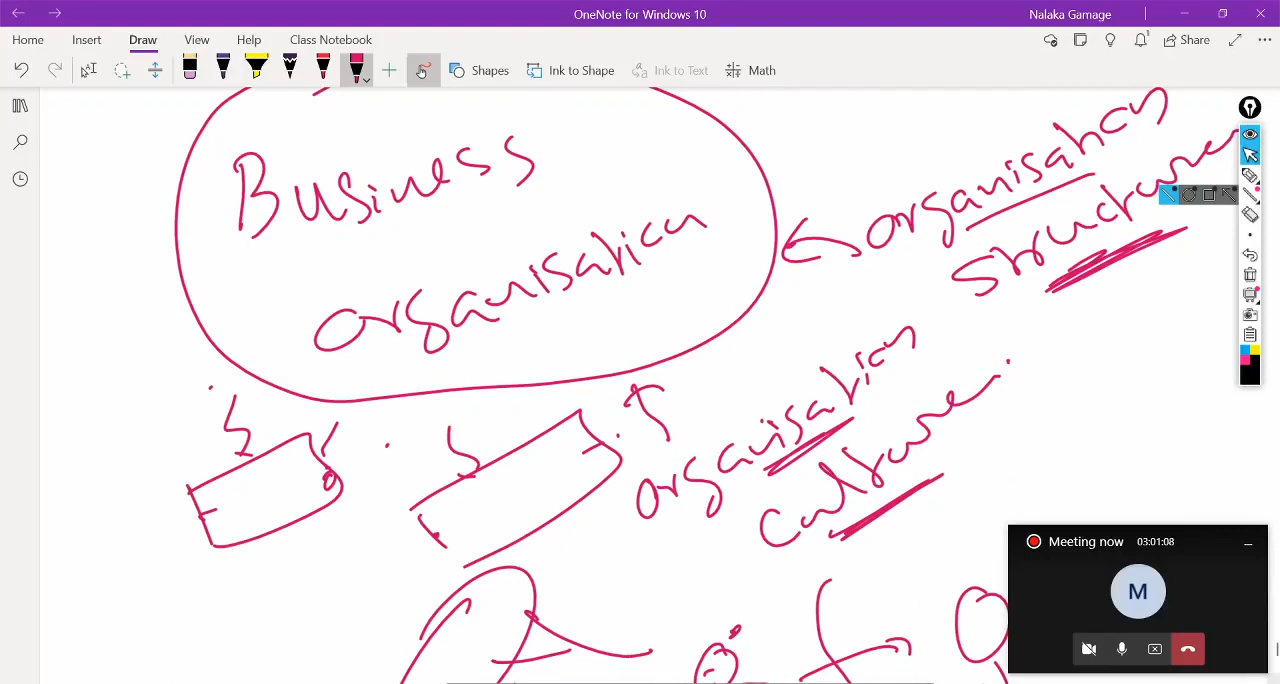 OneNote for Windows 10
Nalaka Gamage
Home Insert Draw View Help Class Notebook
Share
Shapes
Ink to Shape
Ink to Text
Math
Business
organisation
organisation
structure
organisation
culture
Meeting now 03:01:08
M